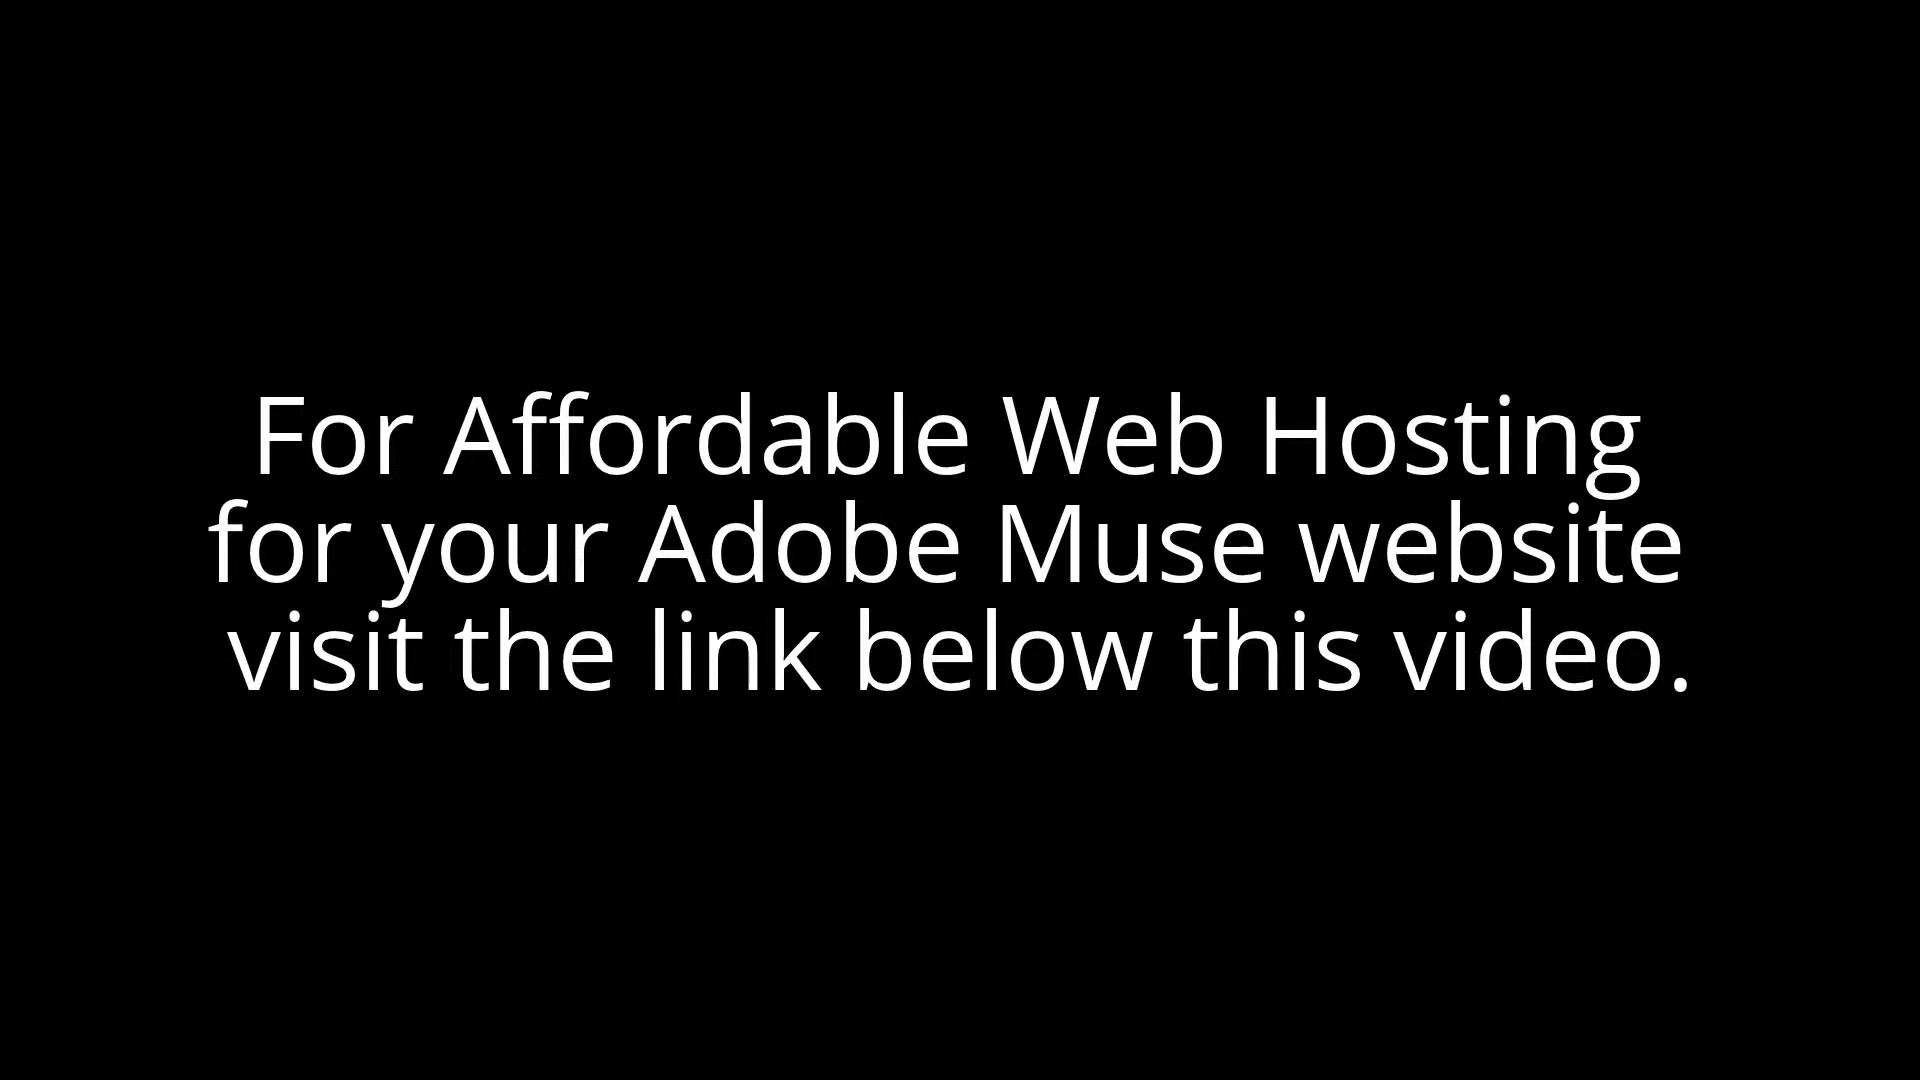 For Affordable Web Hosting
for your Adobe Muse website
visit the link below this video.